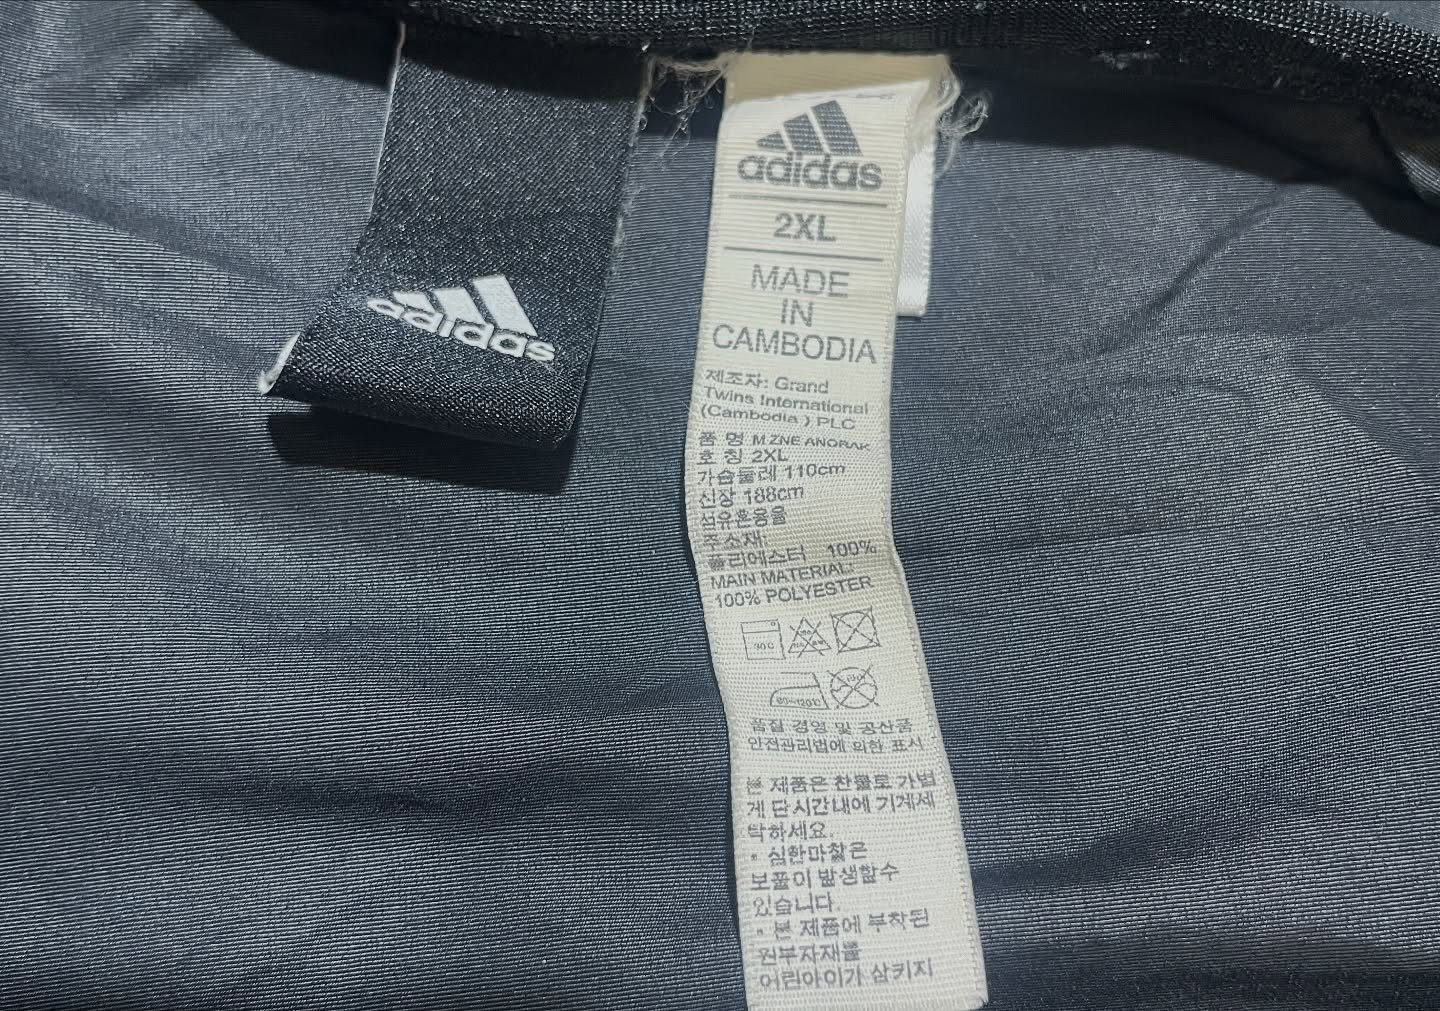 adidas
adidas
2XL
MADE
IN
CAMBODIA
제조자: Grand
Twins International
(Cambodia ) PLC
품 명 M ZNE ANORAK
호 칭 2XL
가슴둘레 110cm
신장 188cm
섬유혼용율
주소재:
폴리에스터 100%
MAIN MATERIAL:
100% POLYESTER
30 C
80~120℃
품질 경영 및 공산품
안전관리법에 의한 표시
본 제품은 찬물로 가볍
게 단시간내에 기계세
탁하세요.
* 심한마찰은
보풀이 발생할수
있습니다.
* 본 제품에 부착된
원부자재를
어린아이가 삼키지